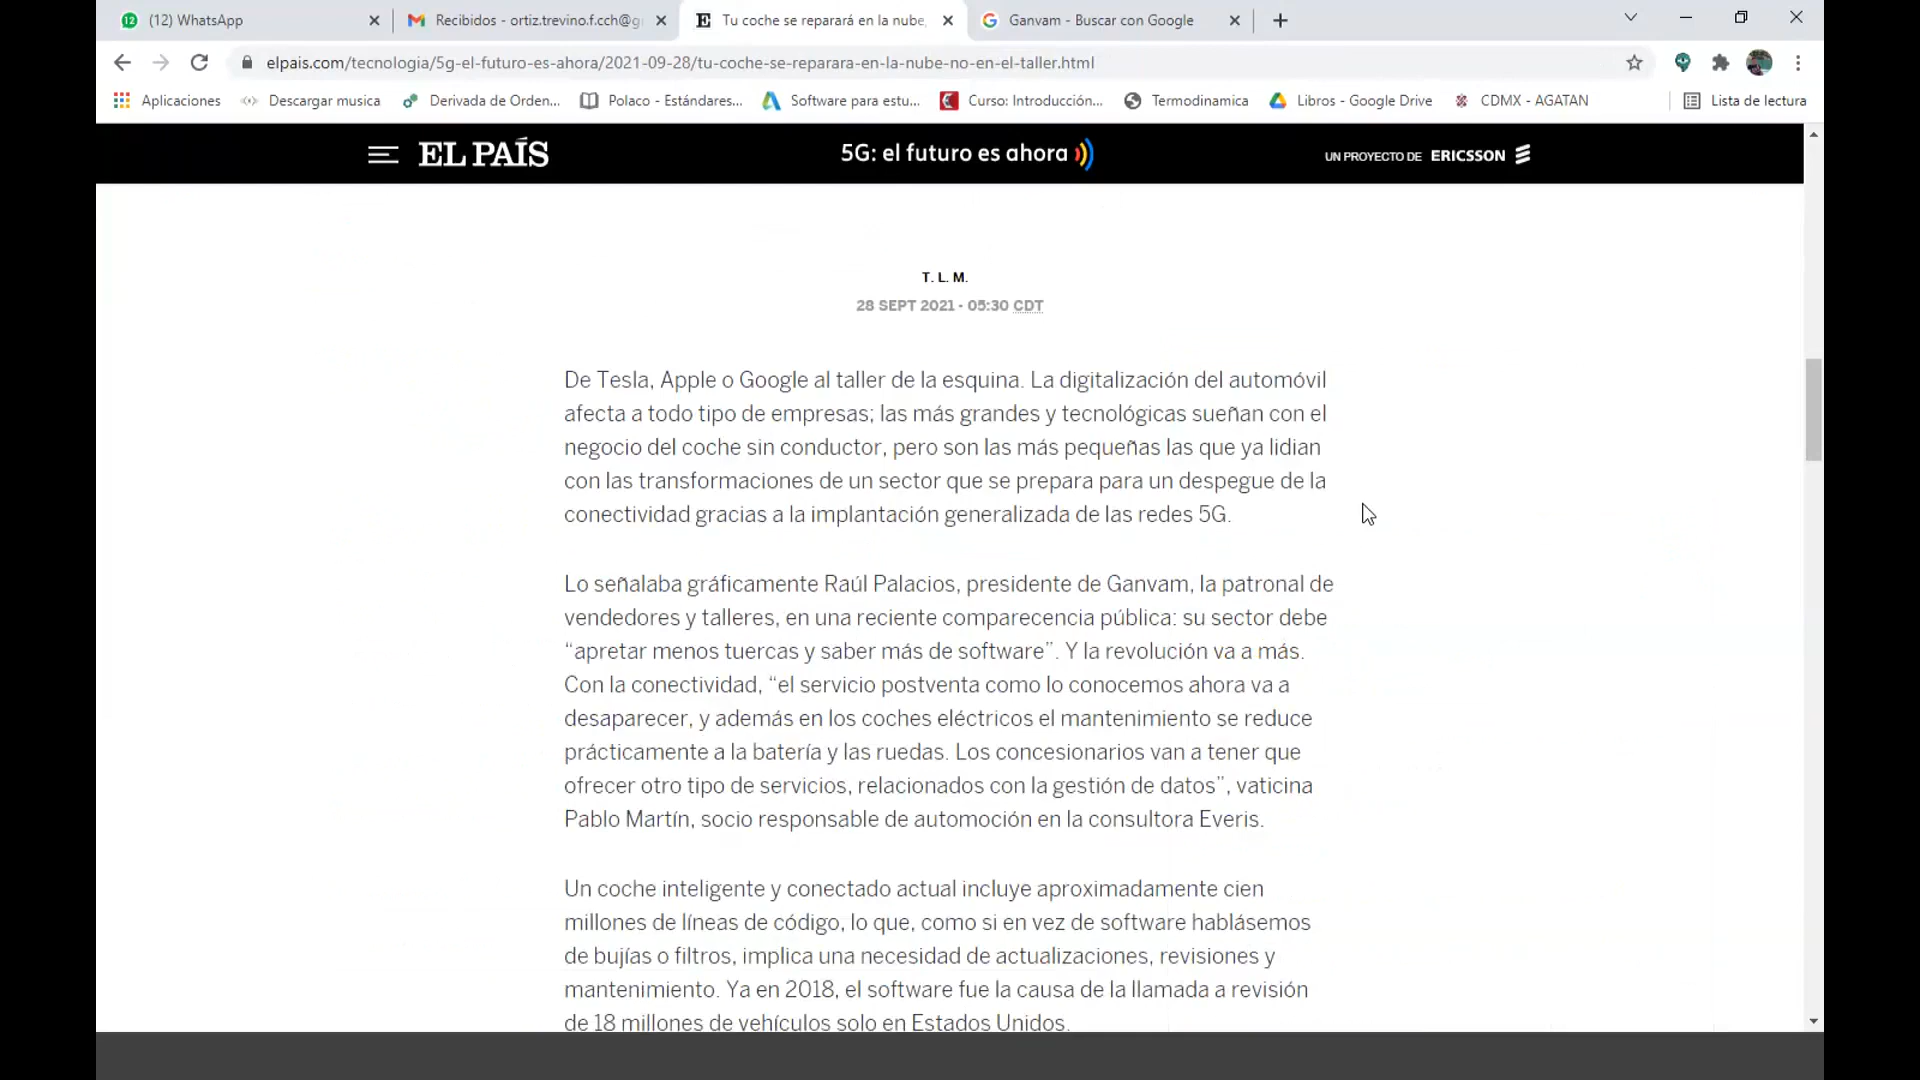 (12) WhatsApp
Recibidos - ortiz.trevino.f.cch@g
Tu coche se reparará en la nube,
Ganvam - Buscar con Google
elpais.com/tecnologia/5g-el-futuro-es-ahora/2021-09-28/tu-coche-se-reparara-en-la-nube-no-en-el-taller.html
Aplicaciones
Descargar musica
Derivada de Orden...
Polaco - Estándares...
Software para estu...
Curso: Introducción...
Termodinamica
Libros - Google Drive
CDMX - AGATAN
Lista de lectura
EL PAÍS
5G: el futuro es ahora
UN PROYECTO DE ERICSSON
T. L. M.
28 SEPT 2021 - 05:30 CDT
De Tesla, Apple o Google al taller de la esquina. La digitalización del automóvil
afecta a todo tipo de empresas; las más grandes y tecnológicas sueñan con el
negocio del coche sin conductor, pero son las más pequeñas las que ya lidian
con las transformaciones de un sector que se prepara para un despegue de la
conectividad gracias a la implantación generalizada de las redes 5G.
Lo señalaba gráficamente Raúl Palacios, presidente de Ganvam, la patronal de
vendedores y talleres, en una reciente comparecencia pública: su sector debe
“apretar menos tuercas y saber más de software”. Y la revolución va a más.
Con la conectividad, “el servicio postventa como lo conocemos ahora va a
desaparecer, y además en los coches eléctricos el mantenimiento se reduce
prácticamente a la batería y las ruedas. Los concesionarios van a tener que
ofrecer otro tipo de servicios, relacionados con la gestión de datos”, vaticina
Pablo Martín, socio responsable de automoción en la consultora Everis.
Un coche inteligente y conectado actual incluye aproximadamente cien
millones de líneas de código, lo que, como si en vez de software hablásemos
de bujías o filtros, implica una necesidad de actualizaciones, revisiones y
mantenimiento. Ya en 2018, el software fue la causa de la llamada a revisión
de 18 millones de vehículos solo en Estados Unidos.